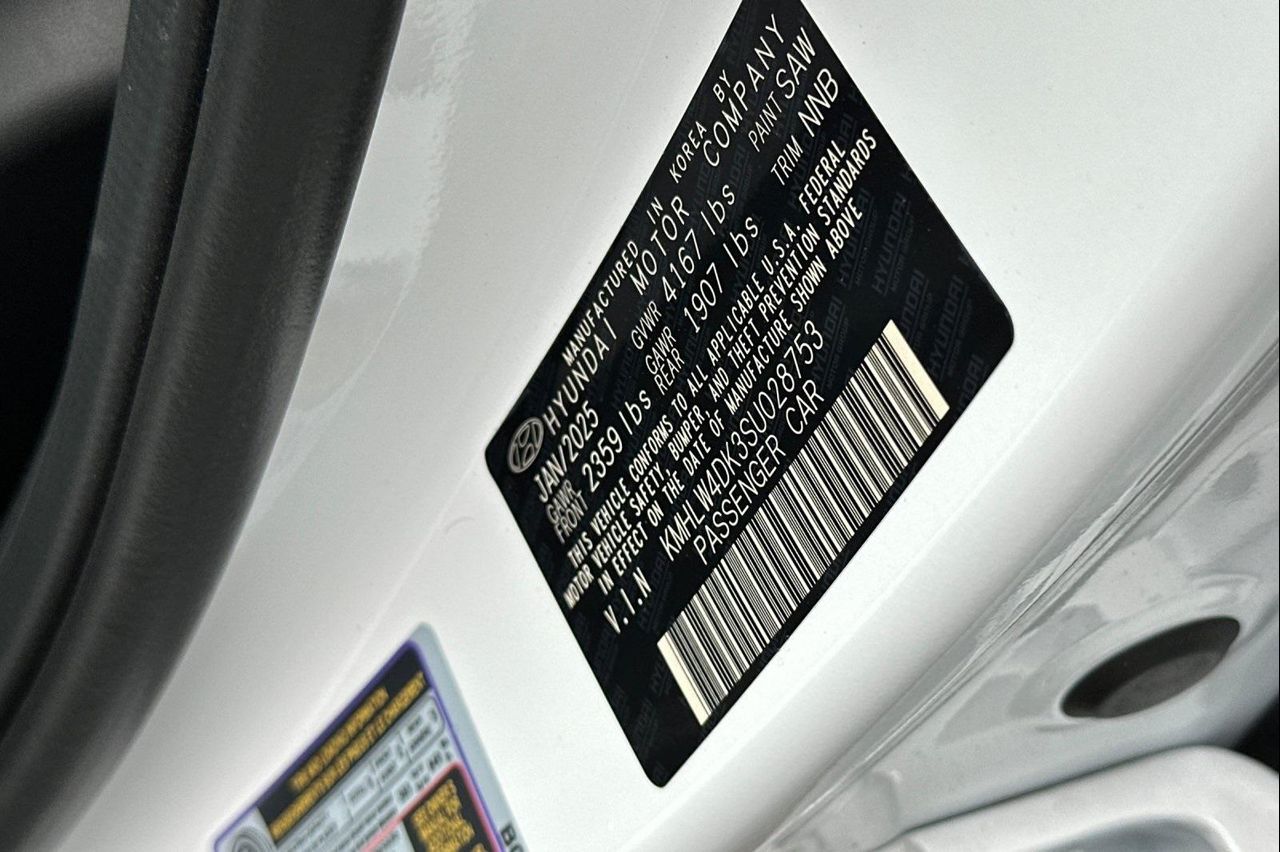 MANUFACTURED IN KOREA BY
HYUNDAI MOTOR COMPANY
JAN/2025 GVWR 4167 lbs PAINT SAW
GAWR FRONT 2359 lbs GAWR REAR 1907 lbs TRIM NNB
THIS VEHICLE CONFORMS TO ALL APPLICABLE U.S.A. FEDERAL
MOTOR VEHICLE SAFETY, BUMPER, AND THEFT PREVENTION STANDARDS
IN EFFECT ON THE DATE OF MANUFACTURE SHOWN ABOVE
V.I.N KMHLW4DK3SU028753
PASSENGER CAR